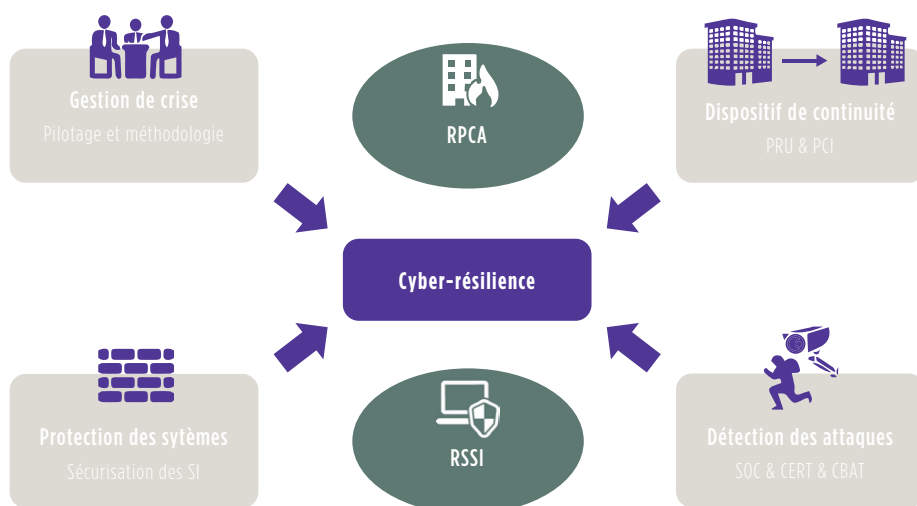 Gestion de crise
Pilotage et méthodologie
RPCA
Dispositif de continuité
PRU & PCI
Cyber-résilience
Protection des sytèmes
Sécurisation des SI
RSSI
Détection des attaques
SOC & CERT & CBAT